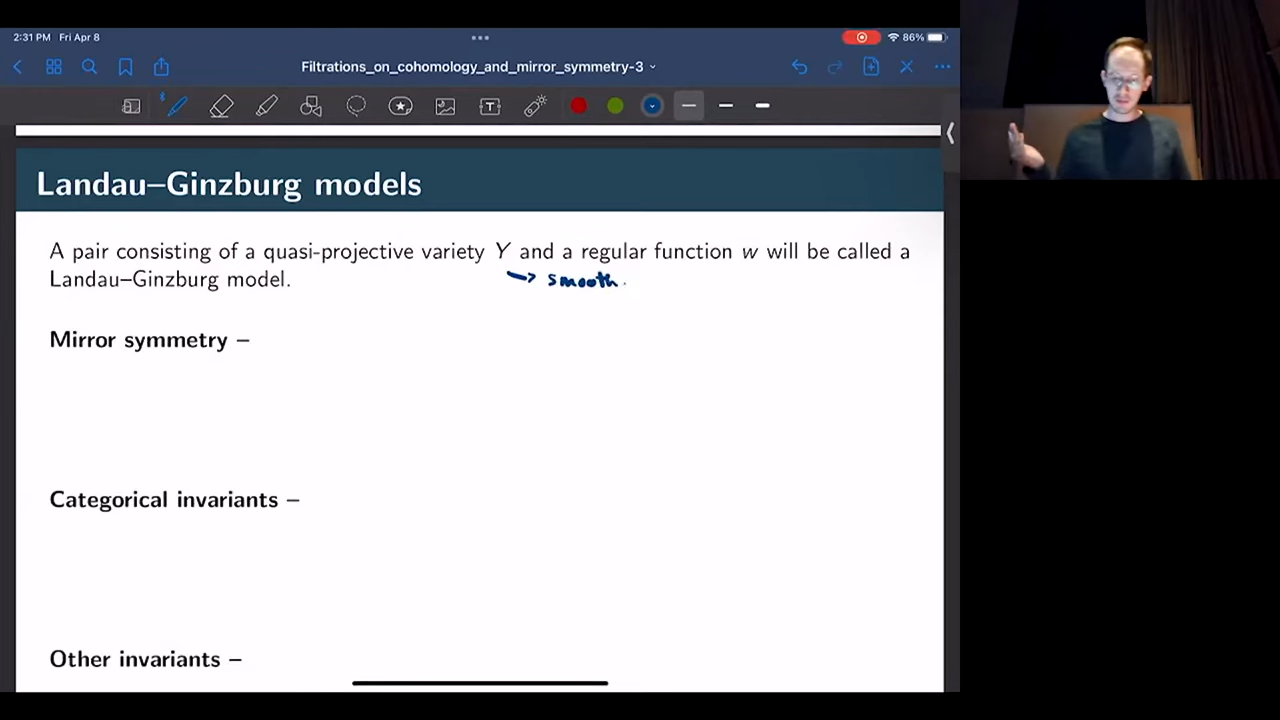 2:31 PM Fri Apr 8
86%
Filtrations_on_cohomology_and_mirror_symmetry-3
Landau–Ginzburg models
A pair consisting of a quasi-projective variety Y and a regular function w will be called a
Landau–Ginzburg model.
→ smooth.
Mirror symmetry –
Categorical invariants –
Other invariants –